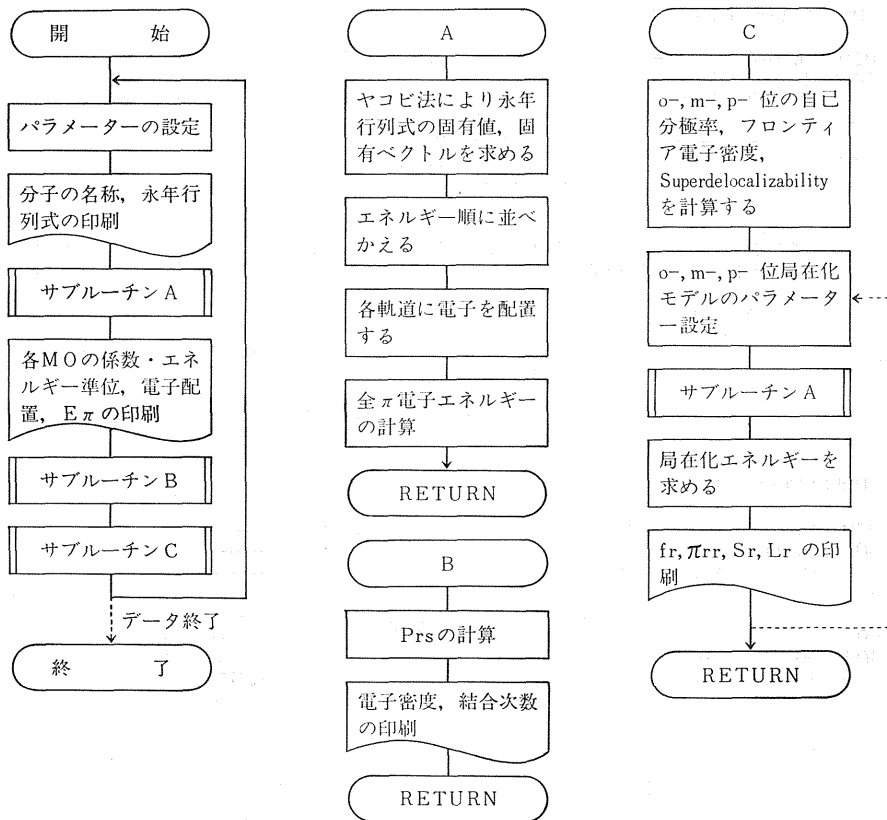 開 始
パラメーターの設定
分子の名称, 永年行
列式の印刷
サブルーチンA
各MOの係数・エネ
ルギー準位, 電子配
置, Eπの印刷
サブルーチンB
サブルーチンC
データ終了
終 了
A
ヤコビ法により永年
行列式の固有値, 固
有ベクトルを求める
エネルギー順に並べ
かえる
各軌道に電子を配置
する
全π電子エネルギー
の計算
RETURN
B
Prsの計算
電子密度, 結合次数
の印刷
RETURN
C
o-, m-, p- 位の自己
分極率, フロンティ
ア電子密度,
Superdelocalizability
を計算する
o-, m-, p- 位局在化
モデルのパラメータ
ー設定
サブルーチンA
局在化エネルギーを
求める
fr, πrr, Sr, Lr の印
刷
RETURN